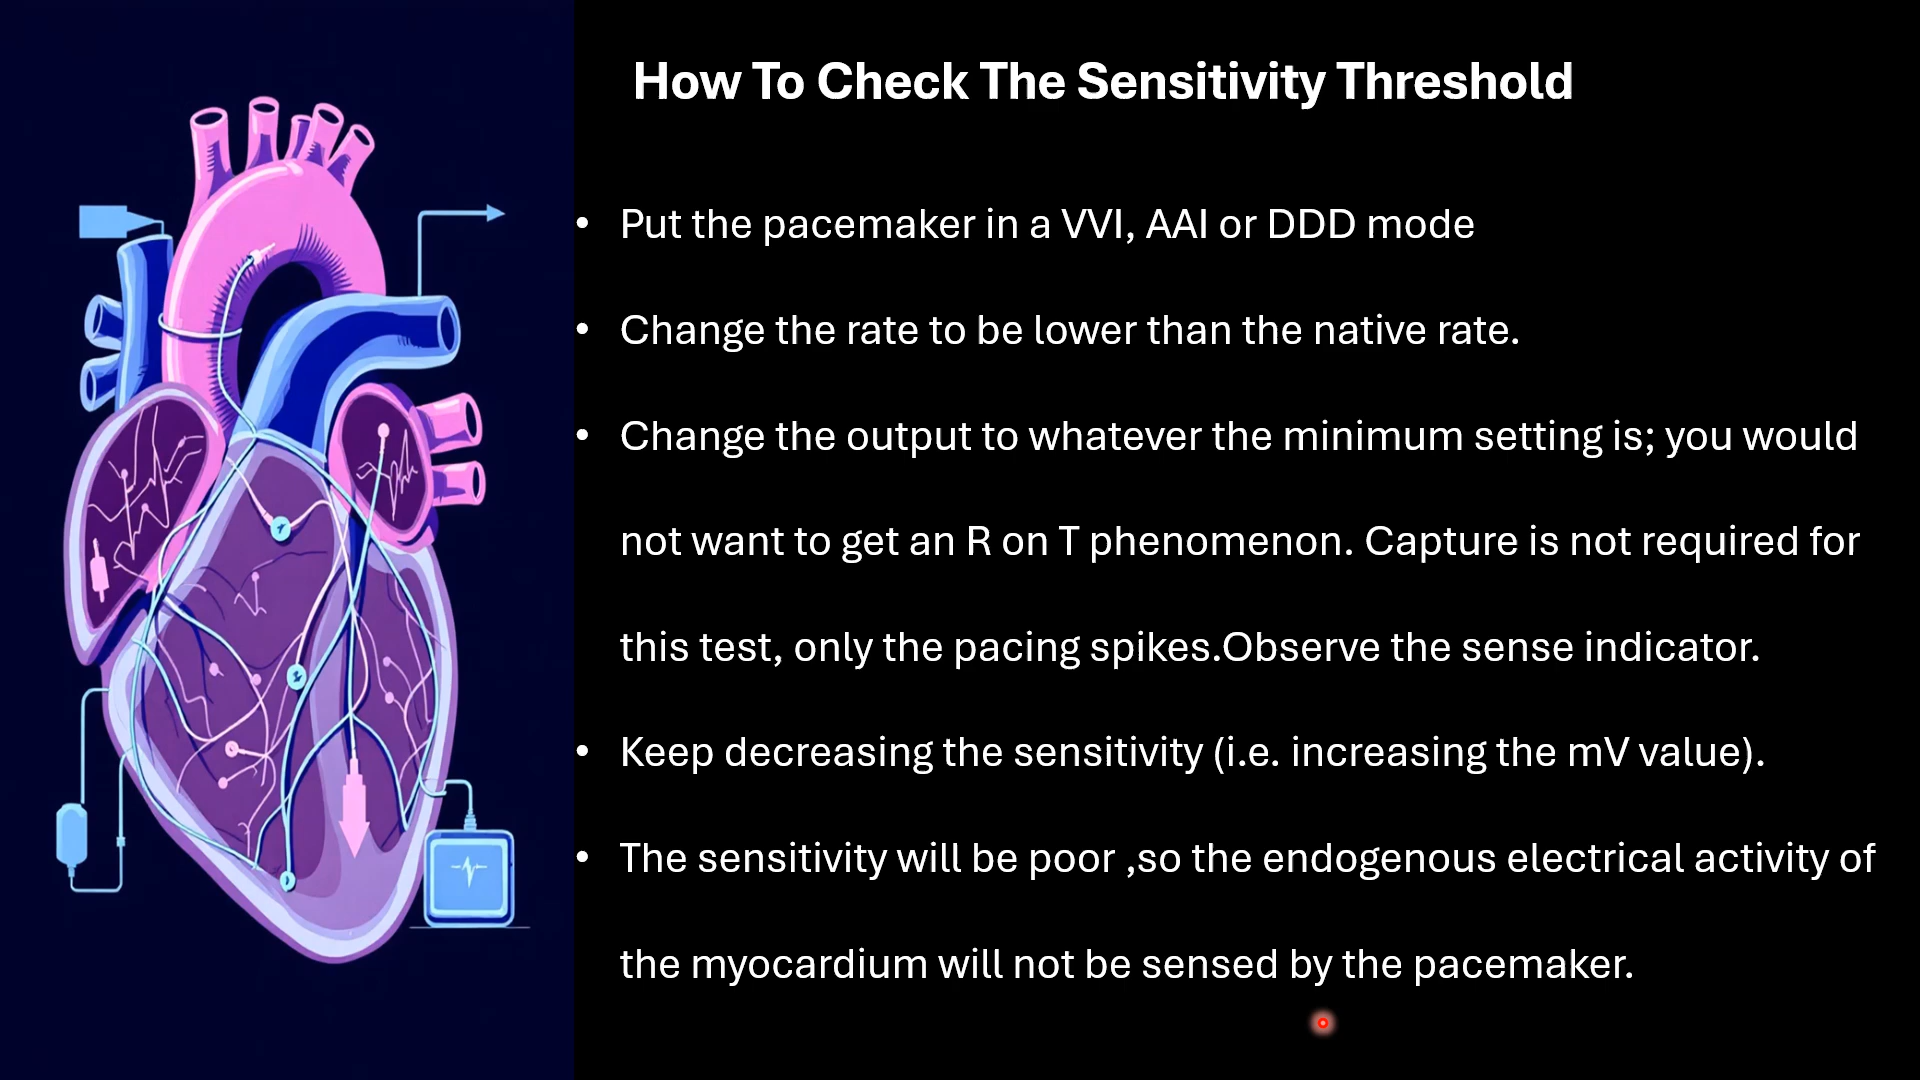 How To Check The Sensitivity Threshold
• Put the pacemaker in a VVI, AAI or DDD mode
• Change the rate to be lower than the native rate.
• Change the output to whatever the minimum setting is; you would
not want to get an R on T phenomenon. Capture is not required for
this test, only the pacing spikes.Observe the sense indicator.
• Keep decreasing the sensitivity (i.e. increasing the mV value).
• The sensitivity will be poor ,so the endogenous electrical activity of
the myocardium will not be sensed by the pacemaker.